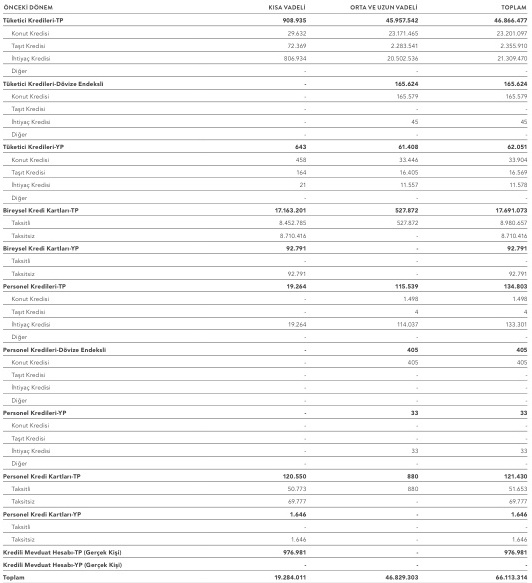 ÖNCEKİ DÖNEM KISA VADELİ ORTA VE UZUN VADELİ TOPLAM
Tüketici Kredileri-TP 908.935 45.957.542 46.866.477
Konut Kredisi 29.632 23.171.465 23.201.097
Taşıt Kredisi 72.369 2.283.541 2.355.910
İhtiyaç Kredisi 806.934 20.502.536 21.309.470
Diğer - - -
Tüketici Kredileri-Dövize Endeksli - 165.624 165.624
Konut Kredisi - 165.579 165.579
Taşıt Kredisi - - -
İhtiyaç Kredisi - 45 45
Diğer - - -
Tüketici Kredileri-YP 643 61.408 62.051
Konut Kredisi 458 33.446 33.904
Taşıt Kredisi 164 16.405 16.569
İhtiyaç Kredisi 21 11.557 11.578
Diğer - - -
Bireysel Kredi Kartları-TP 17.163.201 527.872 17.691.073
Taksitli 8.452.785 527.872 8.980.657
Taksitsiz 8.710.416 - 8.710.416
Bireysel Kredi Kartları-YP 92.791 - 92.791
Taksitli - - -
Taksitsiz 92.791 - 92.791
Personel Kredileri-TP 19.264 115.539 134.803
Konut Kredisi - 1.498 1.498
Taşıt Kredisi - 4 4
İhtiyaç Kredisi 19.264 114.037 133.301
Diğer - - -
Personel Kredileri-Dövize Endeksli - 405 405
Konut Kredisi - 405 405
Taşıt Kredisi - - -
İhtiyaç Kredisi - - -
Diğer - - -
Personel Kredileri-YP - 33 33
Konut Kredisi - - -
Taşıt Kredisi - - -
İhtiyaç Kredisi - 33 33
Diğer - - -
Personel Kredi Kartları-TP 120.550 880 121.430
Taksitli 50.773 880 51.653
Taksitsiz 69.777 - 69.777
Personel Kredi Kartları-YP 1.646 - 1.646
Taksitli - - -
Taksitsiz 1.646 - 1.646
Kredili Mevduat Hesabı-TP (Gerçek Kişi) 976.981 - 976.981
Kredili Mevduat Hesabı-YP (Gerçek Kişi) - - -
Toplam 19.284.011 46.829.303 66.113.314